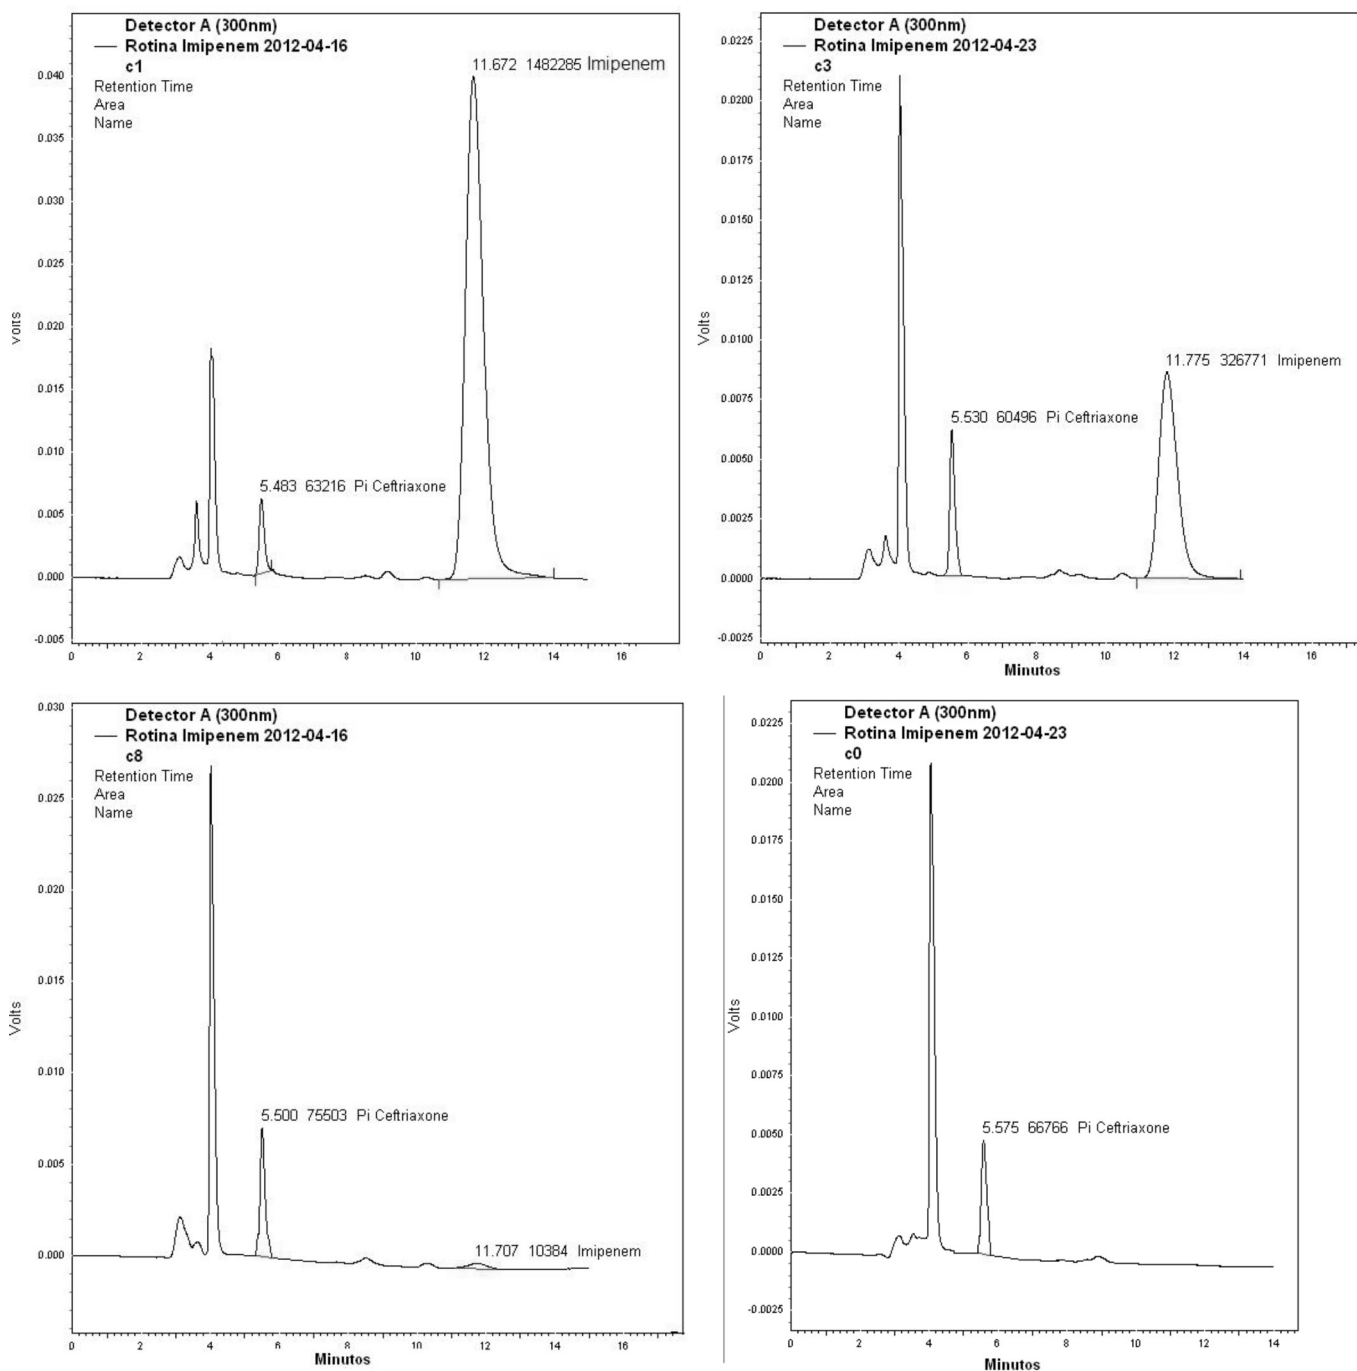 Detector A (300nm)
Rotina Imipenem 2012-04-16
c1
Retention Time
Area
Name
11.672 1482285 Imipenem
5.483 63216 Pi Ceftriaxone
0.040
0.035
0.030
0.025
0.020
0.015
0.010
0.005
0.000
-0.005
Volts
0 2 4 6 8 10 12 14 16
Detector A (300nm)
Rotina Imipenem 2012-04-23
c3
Retention Time
Area
Name
11.775 326771 Imipenem
5.530 60496 Pi Ceftriaxone
0.0225
0.0200
0.0175
0.0150
0.0125
0.0100
0.0075
0.0050
0.0025
0.0000
-0.0025
Volts
0 2 4 6 8 10 12 14 16
Minutos
Detector A (300nm)
Rotina Imipenem 2012-04-16
c8
Retention Time
Area
Name
5.500 75503 Pi Ceftriaxone
11.707 10384 Imipenem
0.030
0.025
0.020
0.015
0.010
0.005
0.000
Volts
0 2 4 6 8 10 12 14 16
Minutos
Detector A (300nm)
Rotina Imipenem 2012-04-23
c0
Retention Time
Area
Name
5.575 66766 Pi Ceftriaxone
0.0225
0.0200
0.0175
0.0150
0.0125
0.0100
0.0075
0.0050
0.0025
0.0000
-0.0025
Volts
0 2 4 6 8 10 12 14
Minutos